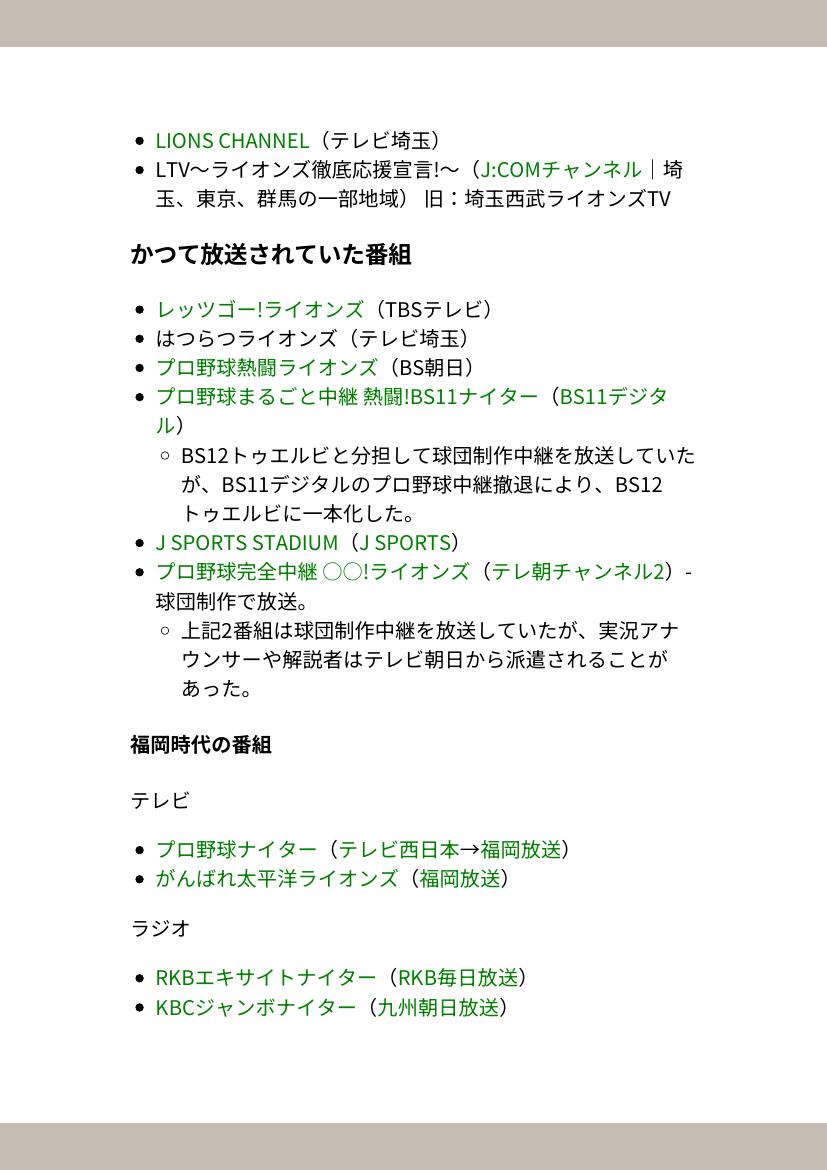 LIONS CHANNEL（テレビ埼玉）
LTV〜ライオンズ徹底応援宣言!〜（J:COMチャンネル｜埼
玉、東京、群馬の一部地域） 旧：埼玉西武ライオンズTV
かつて放送されていた番組
レッツゴー!ライオンズ（TBSテレビ）
はつらつライオンズ（テレビ埼玉）
プロ野球熱闘ライオンズ（BS朝日）
プロ野球まるごと中継 熱闘!BS11ナイター（BS11デジタ
ル）
BS12トゥエルビと分担して球団制作中継を放送していた
が、BS11デジタルのプロ野球中継撤退により、BS12
トゥエルビに一本化した。
J SPORTS STADIUM（J SPORTS）
プロ野球完全中継 〇〇!ライオンズ（テレ朝チャンネル2）-
球団制作で放送。
上記2番組は球団制作中継を放送していたが、実況アナ
ウンサーや解説者はテレビ朝日から派遣されることが
あった。
福岡時代の番組
テレビ
プロ野球ナイター（テレビ西日本→福岡放送）
がんばれ太平洋ライオンズ（福岡放送）
ラジオ
RKBエキサイトナイター（RKB毎日放送）
KBCジャンボナイター（九州朝日放送）